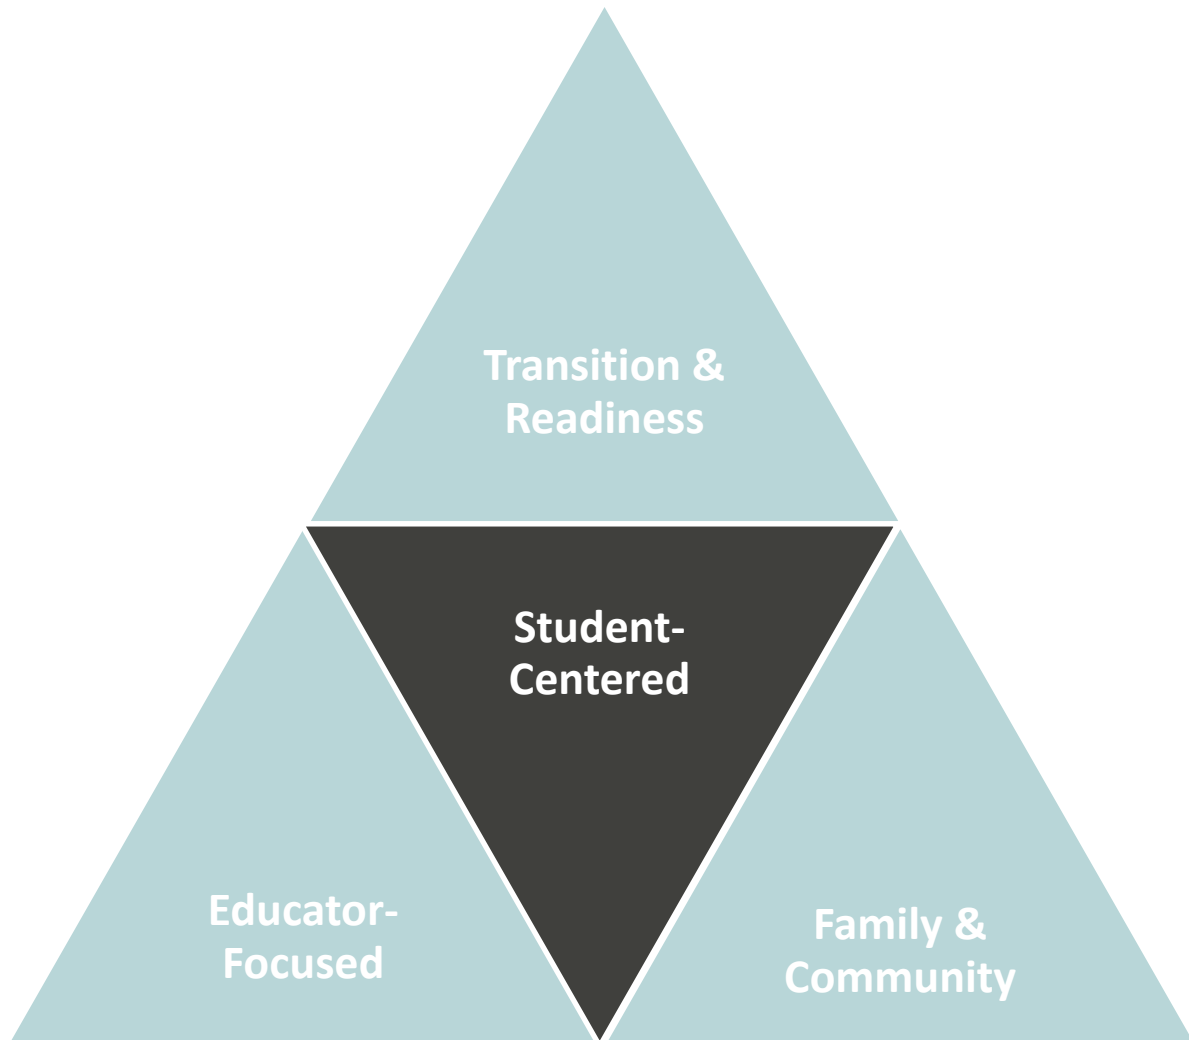 Transition &
Readiness
Student-
Centered
Educator-
Focused
Family &
Community